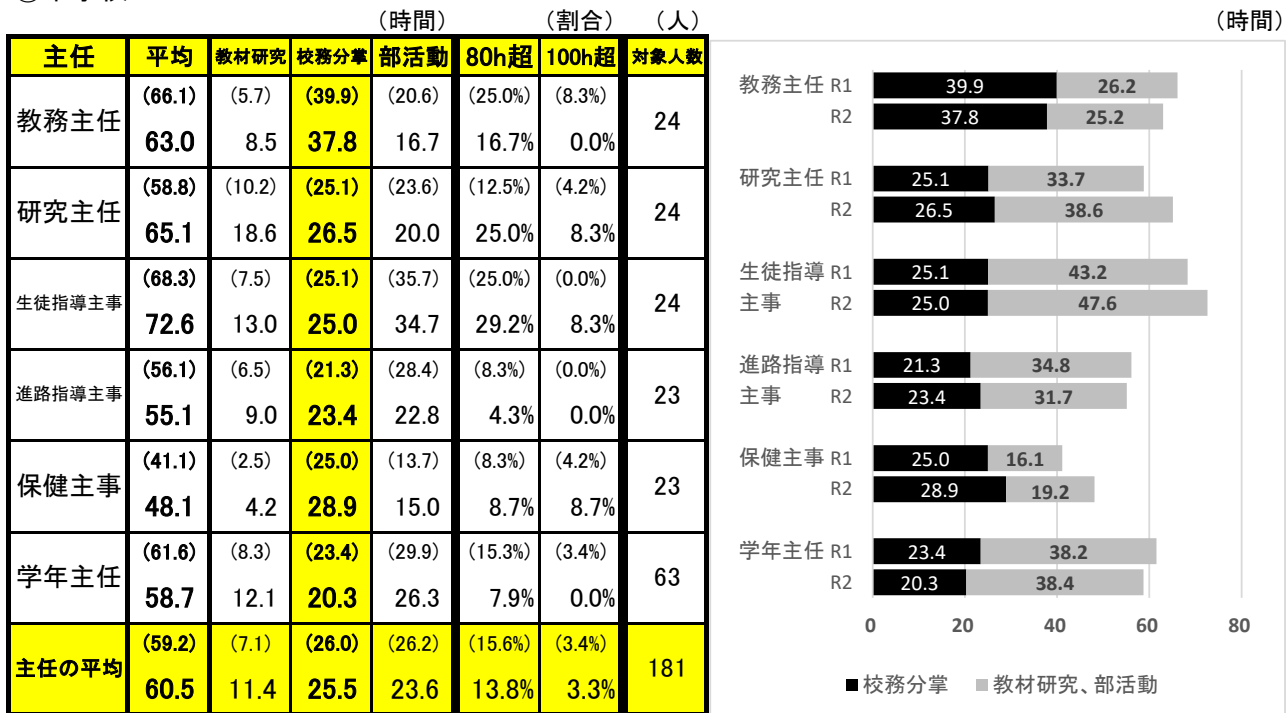 (時間) (割合) (人)
主任 平均 教材研究 校務分掌 部活動 80h超 100h超 対象人数
教務主任 (66.1) (5.7) (39.9) (20.6) (25.0%) (8.3%) 24
63.0 8.5 37.8 16.7 16.7% 0.0%
研究主任 (58.8) (10.2) (25.1) (23.6) (12.5%) (4.2%) 24
65.1 18.6 26.5 20.0 25.0% 8.3%
生徒指導主事 (68.3) (7.5) (25.1) (35.7) (25.0%) (0.0%) 24
72.6 13.0 25.0 34.7 29.2% 8.3%
進路指導主事 (56.1) (6.5) (21.3) (28.4) (8.3%) (0.0%) 23
55.1 9.0 23.4 22.8 4.3% 0.0%
保健主事 (41.1) (2.5) (25.0) (13.7) (8.3%) (4.2%) 23
48.1 4.2 28.9 15.0 8.7% 8.7%
学年主任 (61.6) (8.3) (23.4) (29.9) (15.3%) (3.4%) 63
58.7 12.1 20.3 26.3 7.9% 0.0%
主任の平均 (59.2) (7.1) (26.0) (26.2) (15.6%) (3.4%) 181
60.5 11.4 25.5 23.6 13.8% 3.3%
(時間)
教務主任 R1 39.9 26.2
R2 37.8 25.2
研究主任 R1 25.1 33.7
R2 26.5 38.6
生徒指導 R1 25.1 43.2
主事 R2 25.0 47.6
進路指導 R1 21.3 34.8
主事 R2 23.4 31.7
保健主事 R1 25.0 16.1
R2 28.9 19.2
学年主任 R1 23.4 38.2
R2 20.3 38.4
0 20 40 60 80
■校務分掌 ■教材研究、部活動